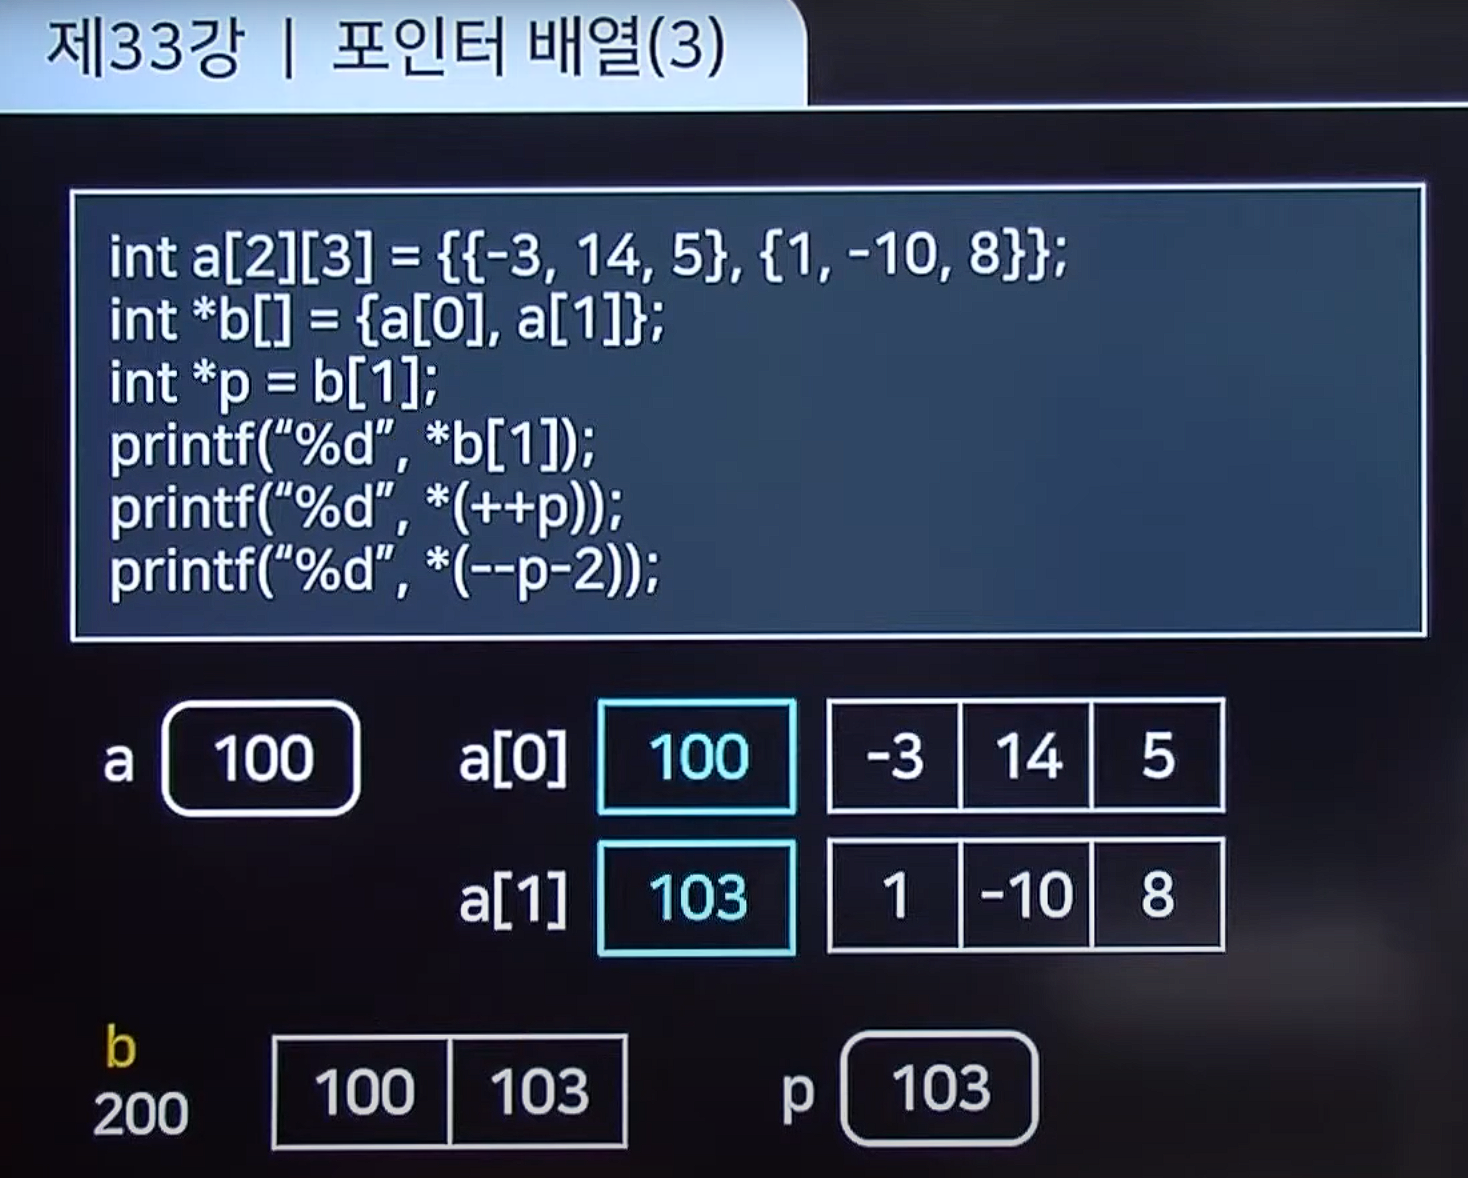 제33강 | 포인터 배열(3)
int a[2][3] = {{-3, 14, 5}, {1, -10, 8}};
int *b[] = {a[0], a[1]};
int *p = b[1];
printf(“%d”, *b[1]);
printf(“%d”, *(++p));
printf(“%d”, *(--p-2));
a 100 a[0] 100 -3 14 5
a[1] 103 1 -10 8
b
200 100 103 p 103